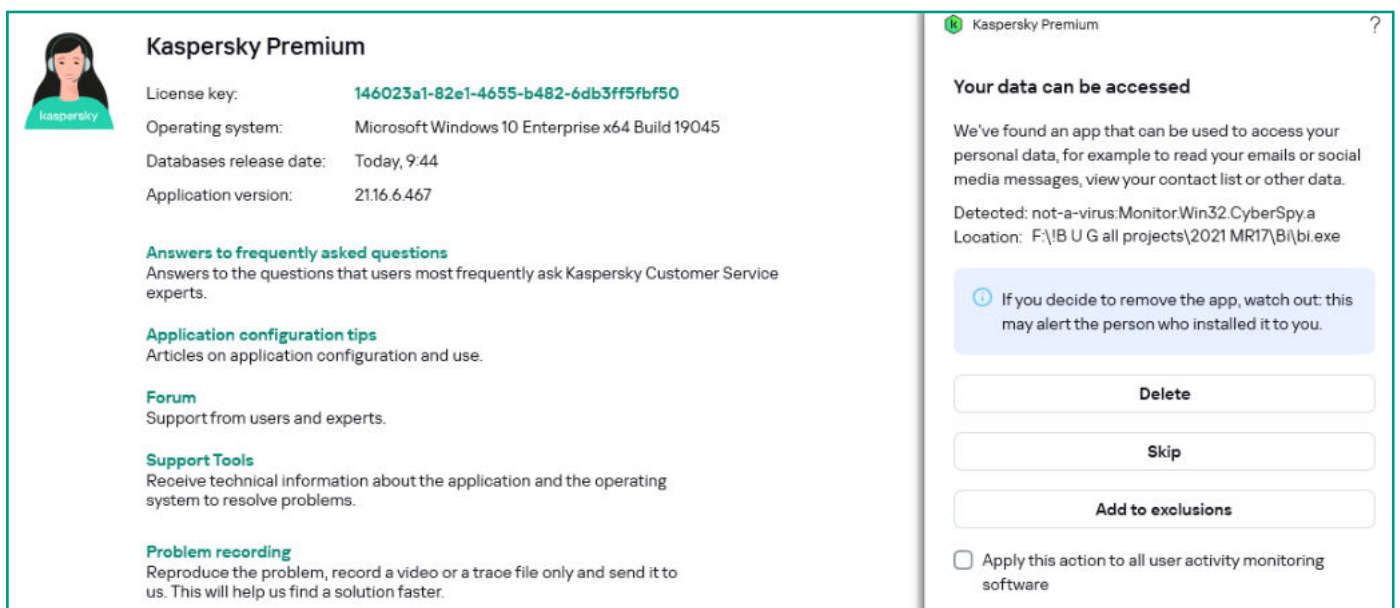 Kaspersky Premium
kaspersky
License key: 146023a1-82e1-4655-b482-6db3ff5fbf50
Operating system: Microsoft Windows 10 Enterprise x64 Build 19045
Databases release date: Today, 9:44
Application version: 21.16.6.467
Answers to frequently asked questions
Answers to the questions that users most frequently ask Kaspersky Customer Service
experts.
Application configuration tips
Articles on application configuration and use.
Forum
Support from users and experts.
Support Tools
Receive technical information about the application and the operating
system to resolve problems.
Problem recording
Reproduce the problem, record a video or a trace file only and send it to
us. This will help us find a solution faster.
k Kaspersky Premium ?
Your data can be accessed
We've found an app that can be used to access your
personal data, for example to read your emails or social
media messages, view your contact list or other data.
Detected: not-a-virus:Monitor.Win32.CyberSpy.a
Location: F:\!B U G all projects\2021 MR17\Bi\bi.exe
If you decide to remove the app, watch out: this
may alert the person who installed it to you.
Delete
Skip
Add to exclusions
Apply this action to all user activity monitoring
software